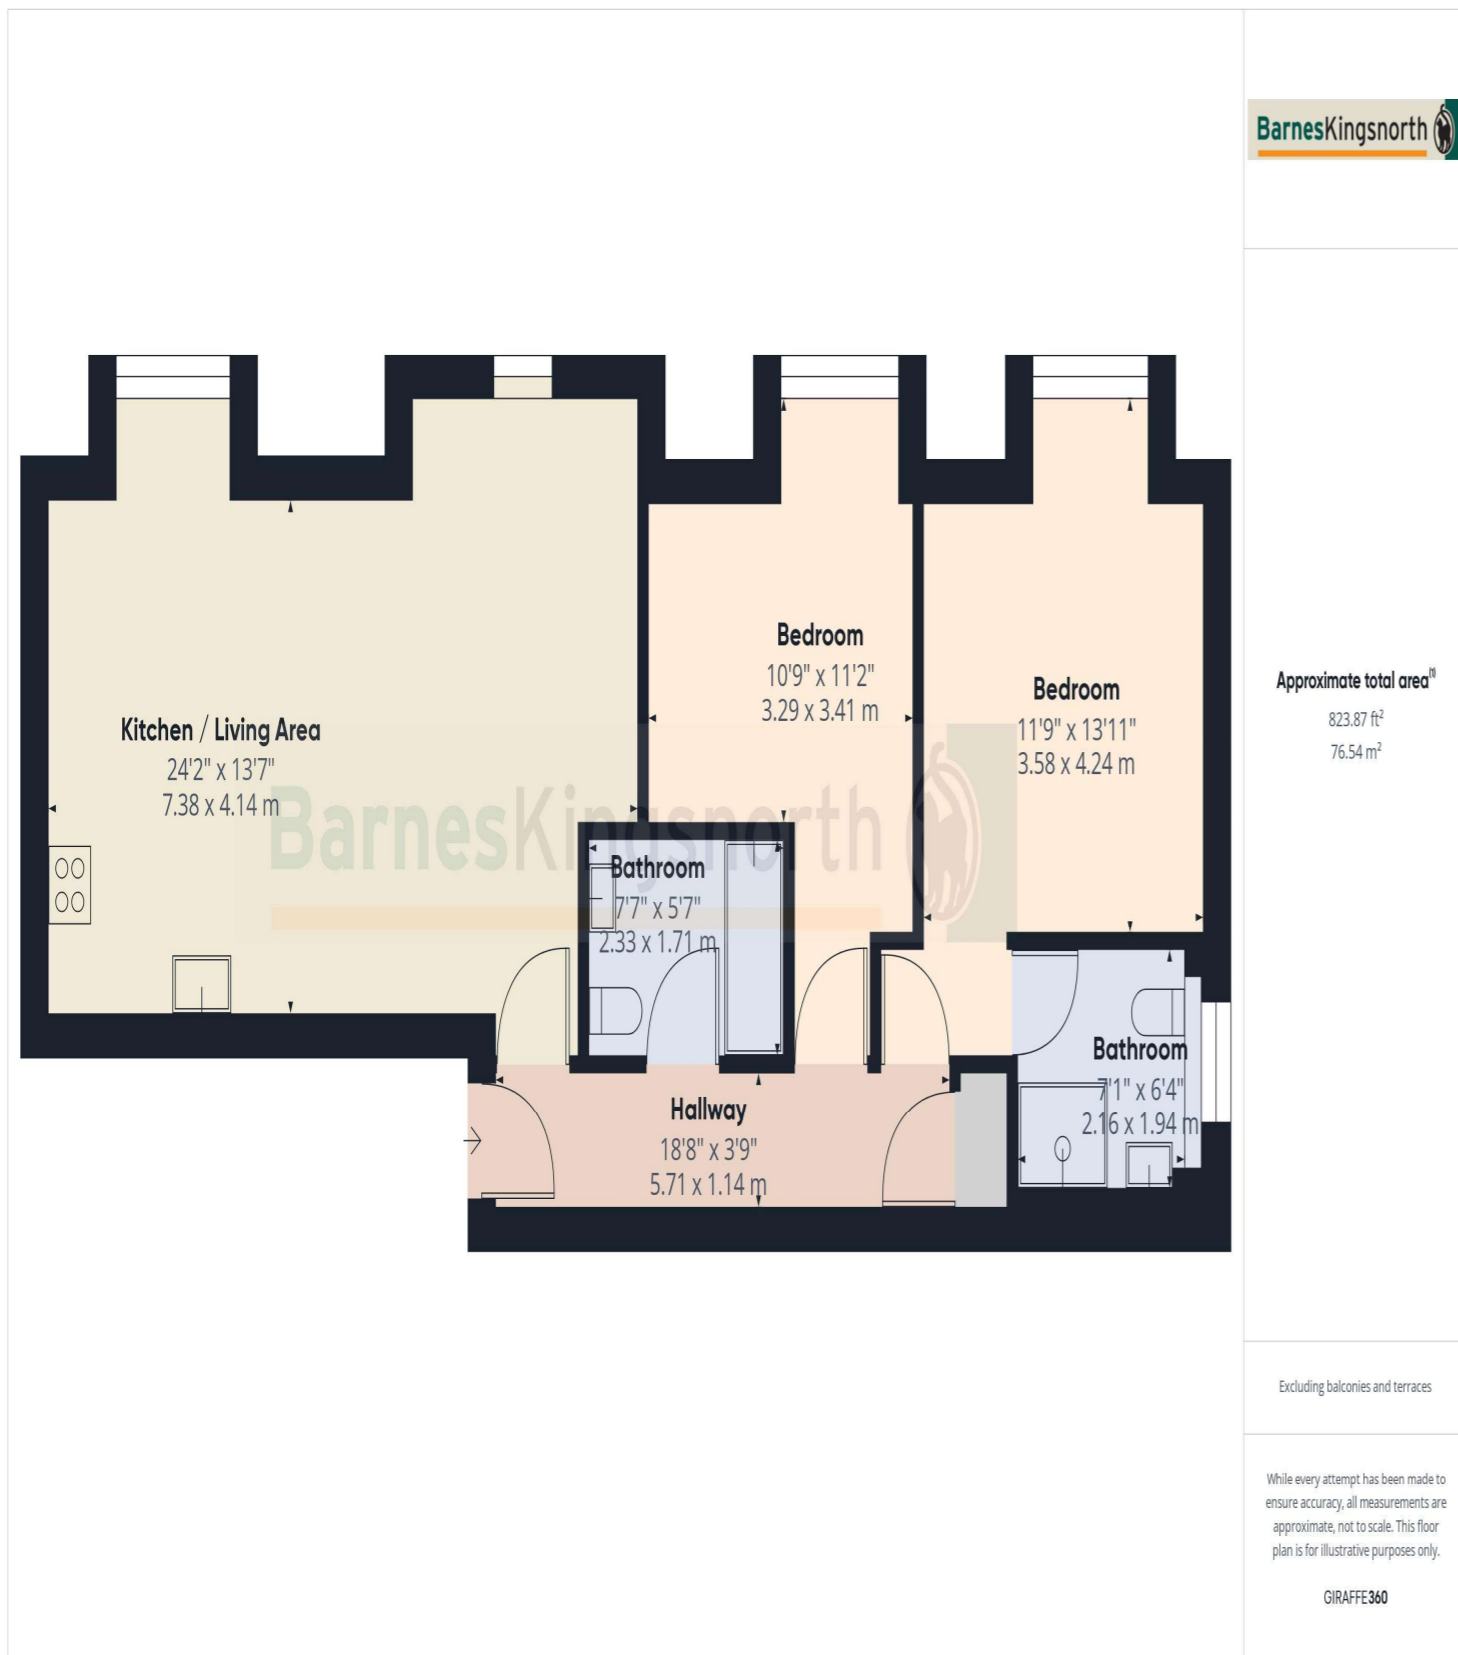 BarnesKingsnorth
Kitchen / Living Area
24'2" x 13'7"
7.38 x 4.14 m
Bedroom
10'9" x 11'2"
3.29 x 3.41 m
Bedroom
11'9" x 13'11"
3.58 x 4.24 m
BarnesKingsnorth
Bathroom
7'7" x 5'7"
2.33 x 1.71 m
Bathroom
7'1" x 6'4"
2.16 x 1.94 m
Hallway
18'8" x 3'9"
5.71 x 1.14 m
Approximate total area⁽¹⁾
823.87 ft²
76.54 m²
Excluding balconies and terraces
While every attempt has been made to
ensure accuracy, all measurements are
approximate, not to scale. This floor
plan is for illustrative purposes only.
GIRAFFE360